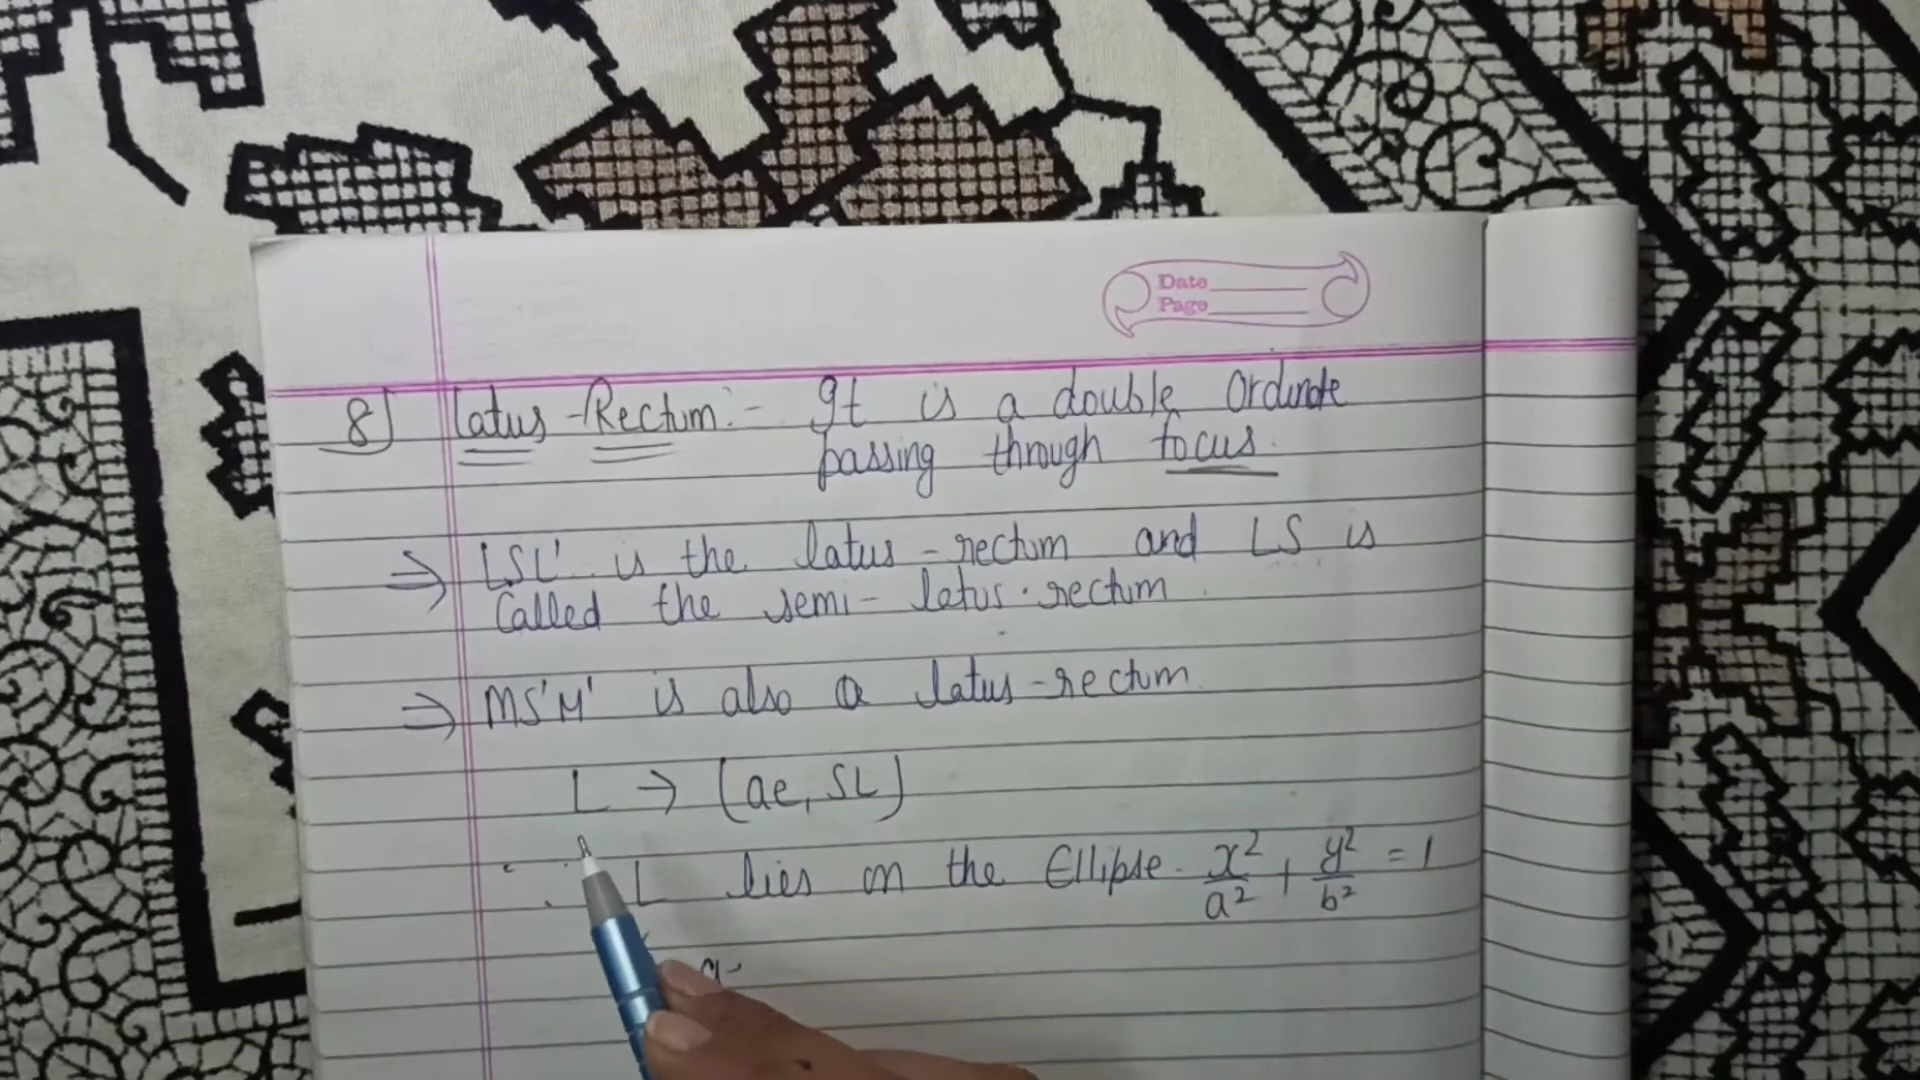 Date
Page
8] Latus-Rectum:- It is a double Ordinate
passing through focus.
⇒ LSL' is the latus-rectum and LS is
Called the semi-latus-rectum.
⇒ MS'M' is also a latus-rectum
L → (ae, SL)
L lies on the Ellipse x²/a² + y²/b² = 1